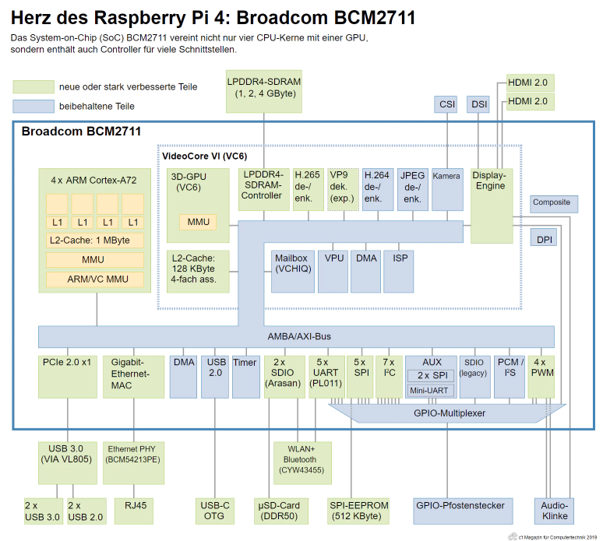 Herz des Raspberry Pi 4: Broadcom BCM2711
Das System-on-Chip (SoC) BCM2711 vereint nicht nur vier CPU-Kerne mit einer GPU,
sondern enthält auch Controller für viele Schnittstellen.
neue oder stark verbesserte Teile
beibehaltene Teile
LPDDR4-SDRAM
(1, 2, 4 GByte)
CSI
DSI
HDMI 2.0
HDMI 2.0
Broadcom BCM2711
VideoCore VI (VC6)
4 x ARM Cortex-A72
L1
L1
L1
L1
L2-Cache: 1 MByte
MMU
ARM/VC MMU
3D-GPU
(VC6)
MMU
LPDDR4-
SDRAM-
Controller
H.265
de-/
enk.
VP9
dek.
(exp.)
H.264
de-/
enk.
JPEG
de-/
enk.
Kamera
Display-
Engine
Composite
DPI
L2-Cache:
128 KByte
4-fach ass.
Mailbox
(VCHIQ)
VPU
DMA
ISP
AMBA/AXI-Bus
PCIe 2.0 x1
Gigabit-
Ethernet-
MAC
DMA
USB
2.0
Timer
2 x
SDIO
(Arasan)
5 x
UART
(PL011)
5 x
SPI
7 x
I²C
AUX
2 x SPI
Mini-UART
SDIO
(legacy)
PCM /
I²S
4 x
PWM
GPIO-Multiplexer
USB 3.0
(VIA VL805)
Ethernet PHY
(BCM54213PE)
WLAN+
Bluetooth
(CYW43455)
2 x
USB 3.0
2 x
USB 2.0
RJ45
USB-C
OTG
µSD-Card
(DDR50)
SPI-EEPROM
(512 KByte)
GPIO-Pfostenstecker
Audio-
Klinke
c't Magazin für Computertechnik 2019